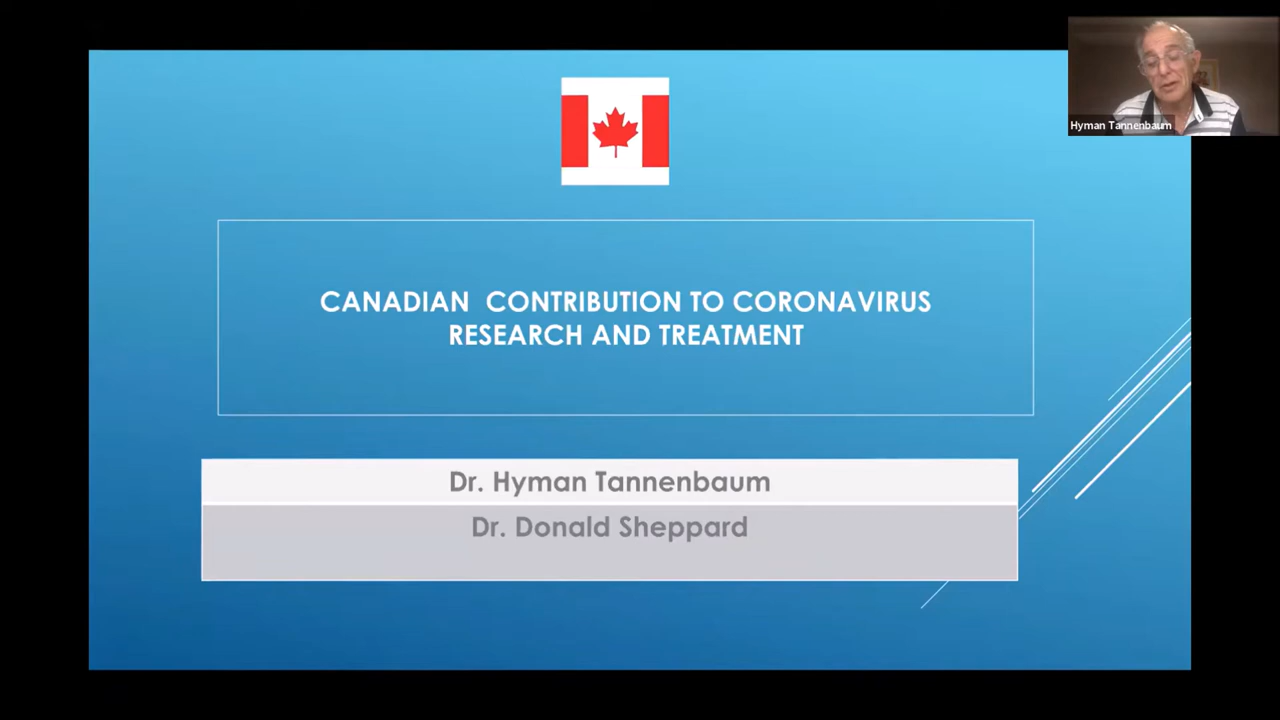 Hyman Tannenbaum
CANADIAN CONTRIBUTION TO CORONAVIRUS
RESEARCH AND TREATMENT
Dr. Hyman Tannenbaum
Dr. Donald Sheppard